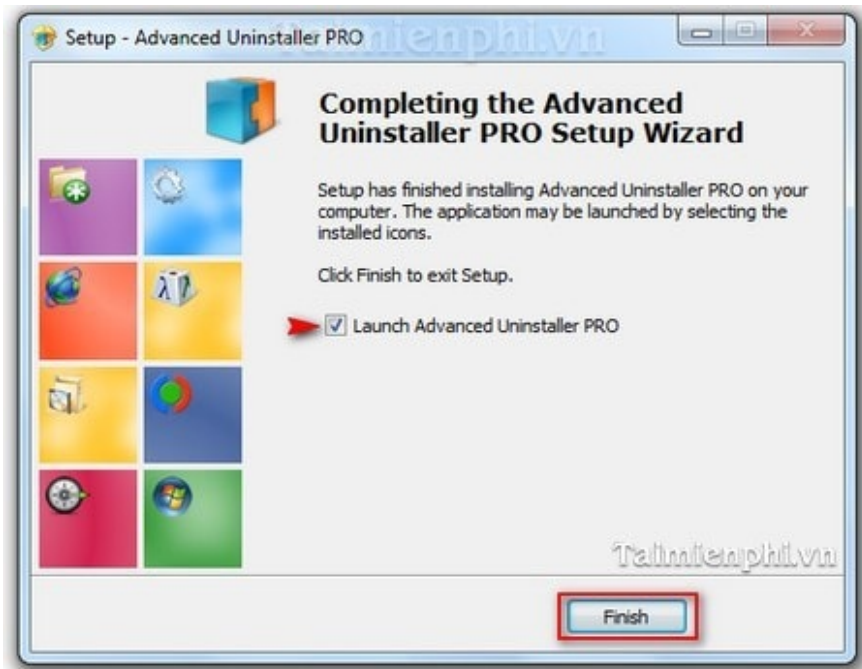 Setup - Advanced Uninstaller PRO
Taimienphi.vn
Completing the Advanced
Uninstaller PRO Setup Wizard
Setup has finished installing Advanced Uninstaller PRO on your
computer. The application may be launched by selecting the
installed icons.
Click Finish to exit Setup.
Launch Advanced Uninstaller PRO
Taimienphi.vn
Finish